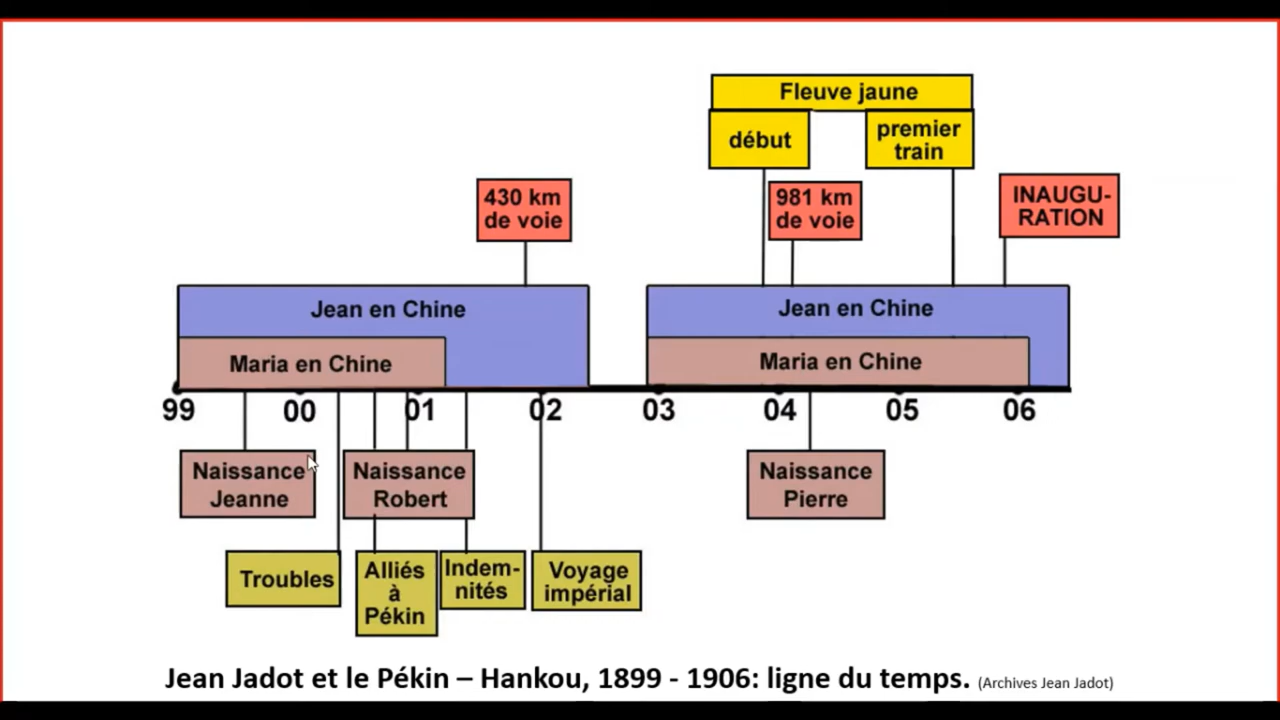 Fleuve jaune
début
premier
train
430 km
de voie
981 km
de voie
INAUGU-
RATION
Jean en Chine
Jean en Chine
Maria en Chine
Maria en Chine
99 00 01 02 03 04 05 06
Naissance
Jeanne
Naissance
Robert
Naissance
Pierre
Troubles
Alliés
à
Pékin
Indem-
nités
Voyage
impérial
Jean Jadot et le Pékin – Hankou, 1899 - 1906: ligne du temps. (Archives Jean Jadot)